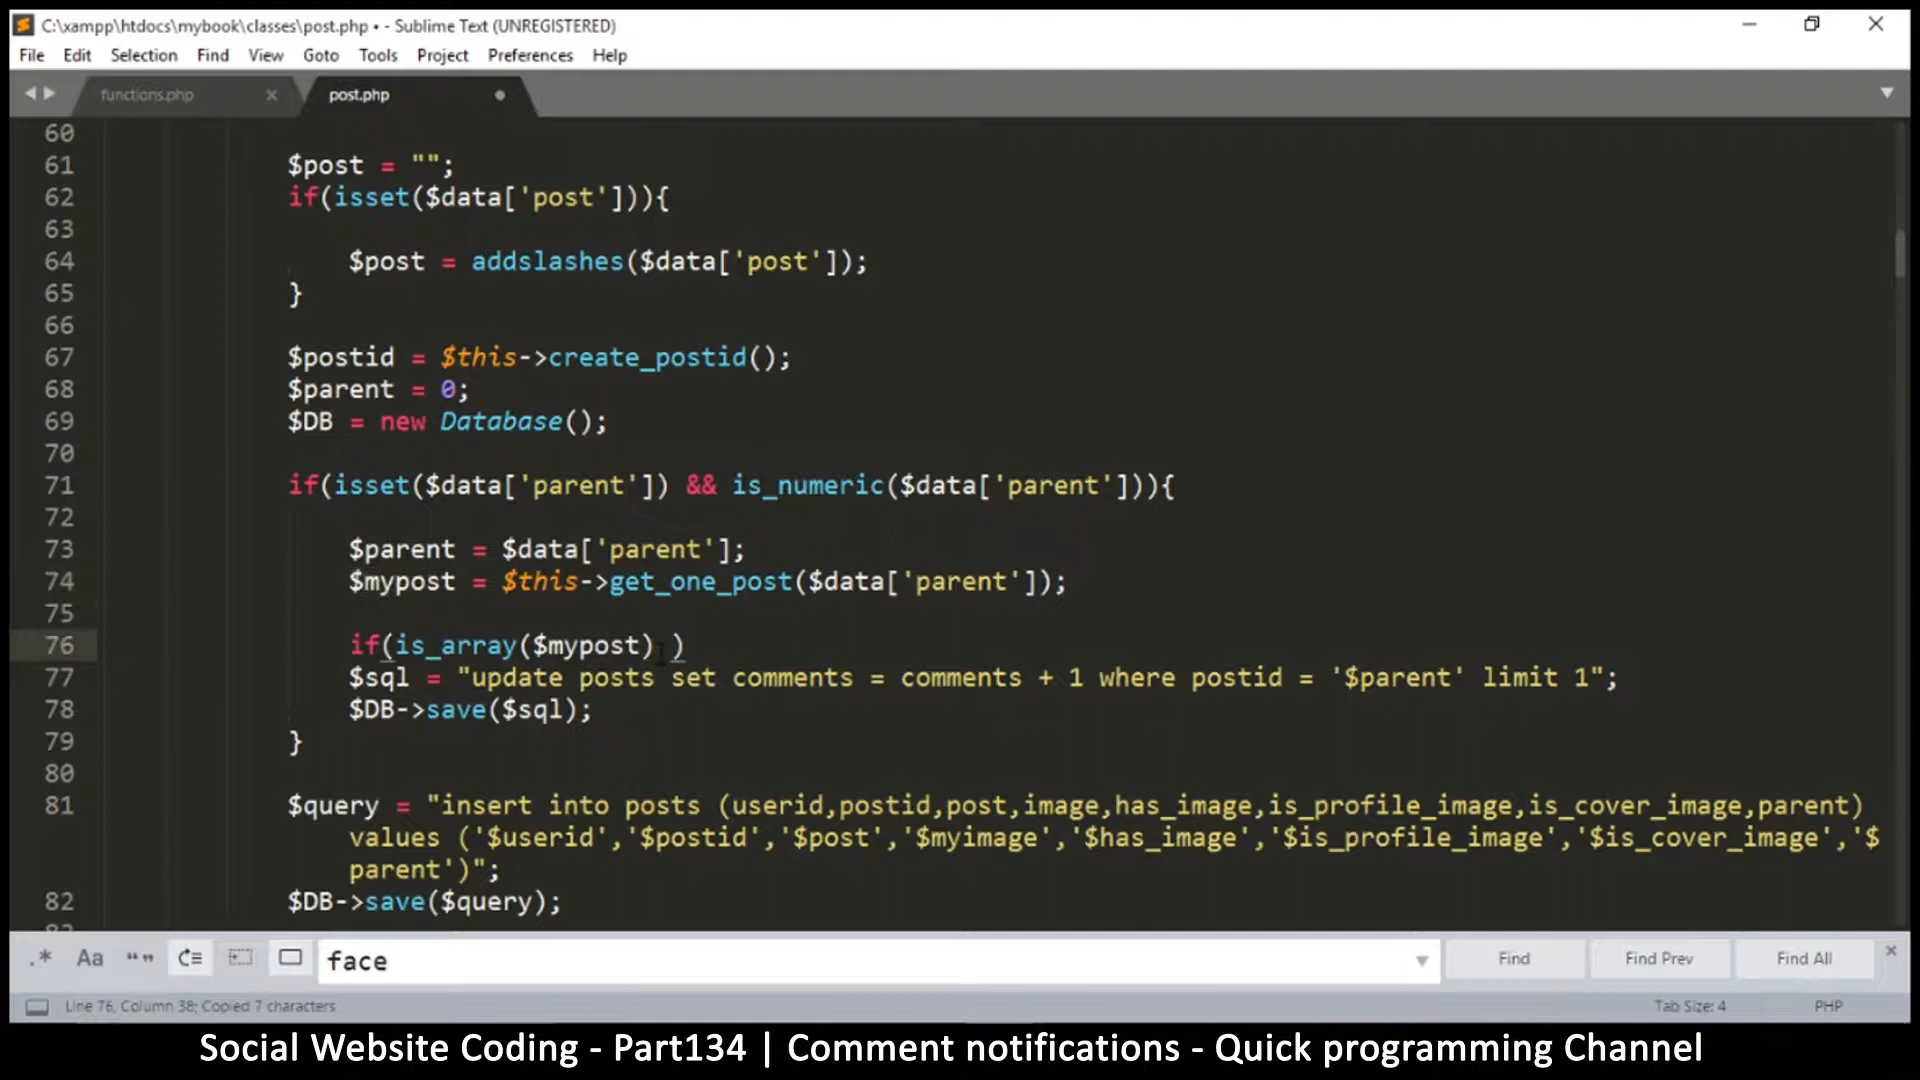 C:\xampp\htdocs\mybook\classes\post.php • - Sublime Text (UNREGISTERED)
File Edit Selection Find View Goto Tools Project Preferences Help
functions.php × post.php
60
61 $post = "";
62 if(isset($data['post'])){
63
64 $post = addslashes($data['post']);
65 }
66
67 $postid = $this->create_postid();
68 $parent = 0;
69 $DB = new Database();
70
71 if(isset($data['parent']) && is_numeric($data['parent'])){
72
73 $parent = $data['parent'];
74 $mypost = $this->get_one_post($data['parent']);
75
76 if(is_array($mypost) )
77 $sql = "update posts set comments = comments + 1 where postid = '$parent' limit 1";
78 $DB->save($sql);
79 }
80
81 $query = "insert into posts (userid,postid,post,image,has_image,is_profile_image,is_cover_image,parent)
values ('$userid','$postid','$post','$myimage','$has_image','$is_profile_image','$is_cover_image','$
parent')";
82 $DB->save($query);
.* Aa “” face Find Find Prev Find All ×
Line 76, Column 38; Copied 7 characters Tab Size: 4 PHP
Social Website Coding - Part134 | Comment notifications - Quick programming Channel